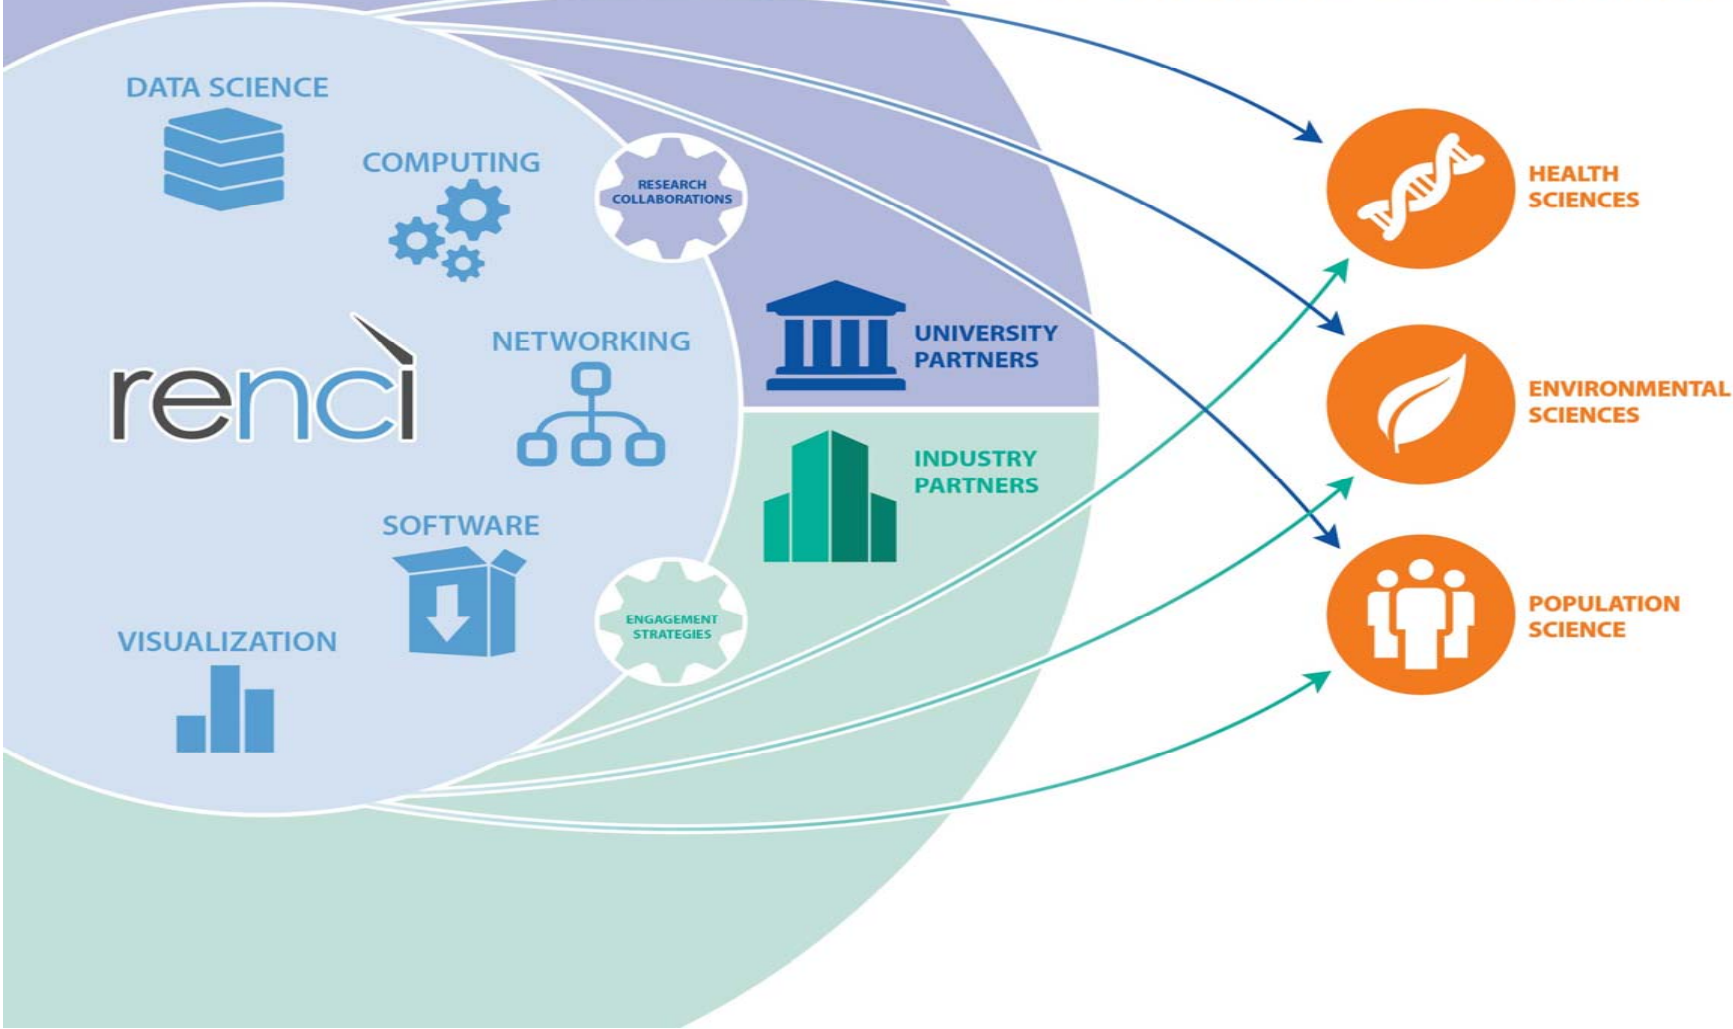 DATA SCIENCE
COMPUTING
RESEARCH
COLLABORATIONS
HEALTH
SCIENCES
renci
NETWORKING
UNIVERSITY
PARTNERS
ENVIRONMENTAL
SCIENCES
INDUSTRY
PARTNERS
SOFTWARE
ENGAGEMENT
STRATEGIES
POPULATION
SCIENCE
VISUALIZATION